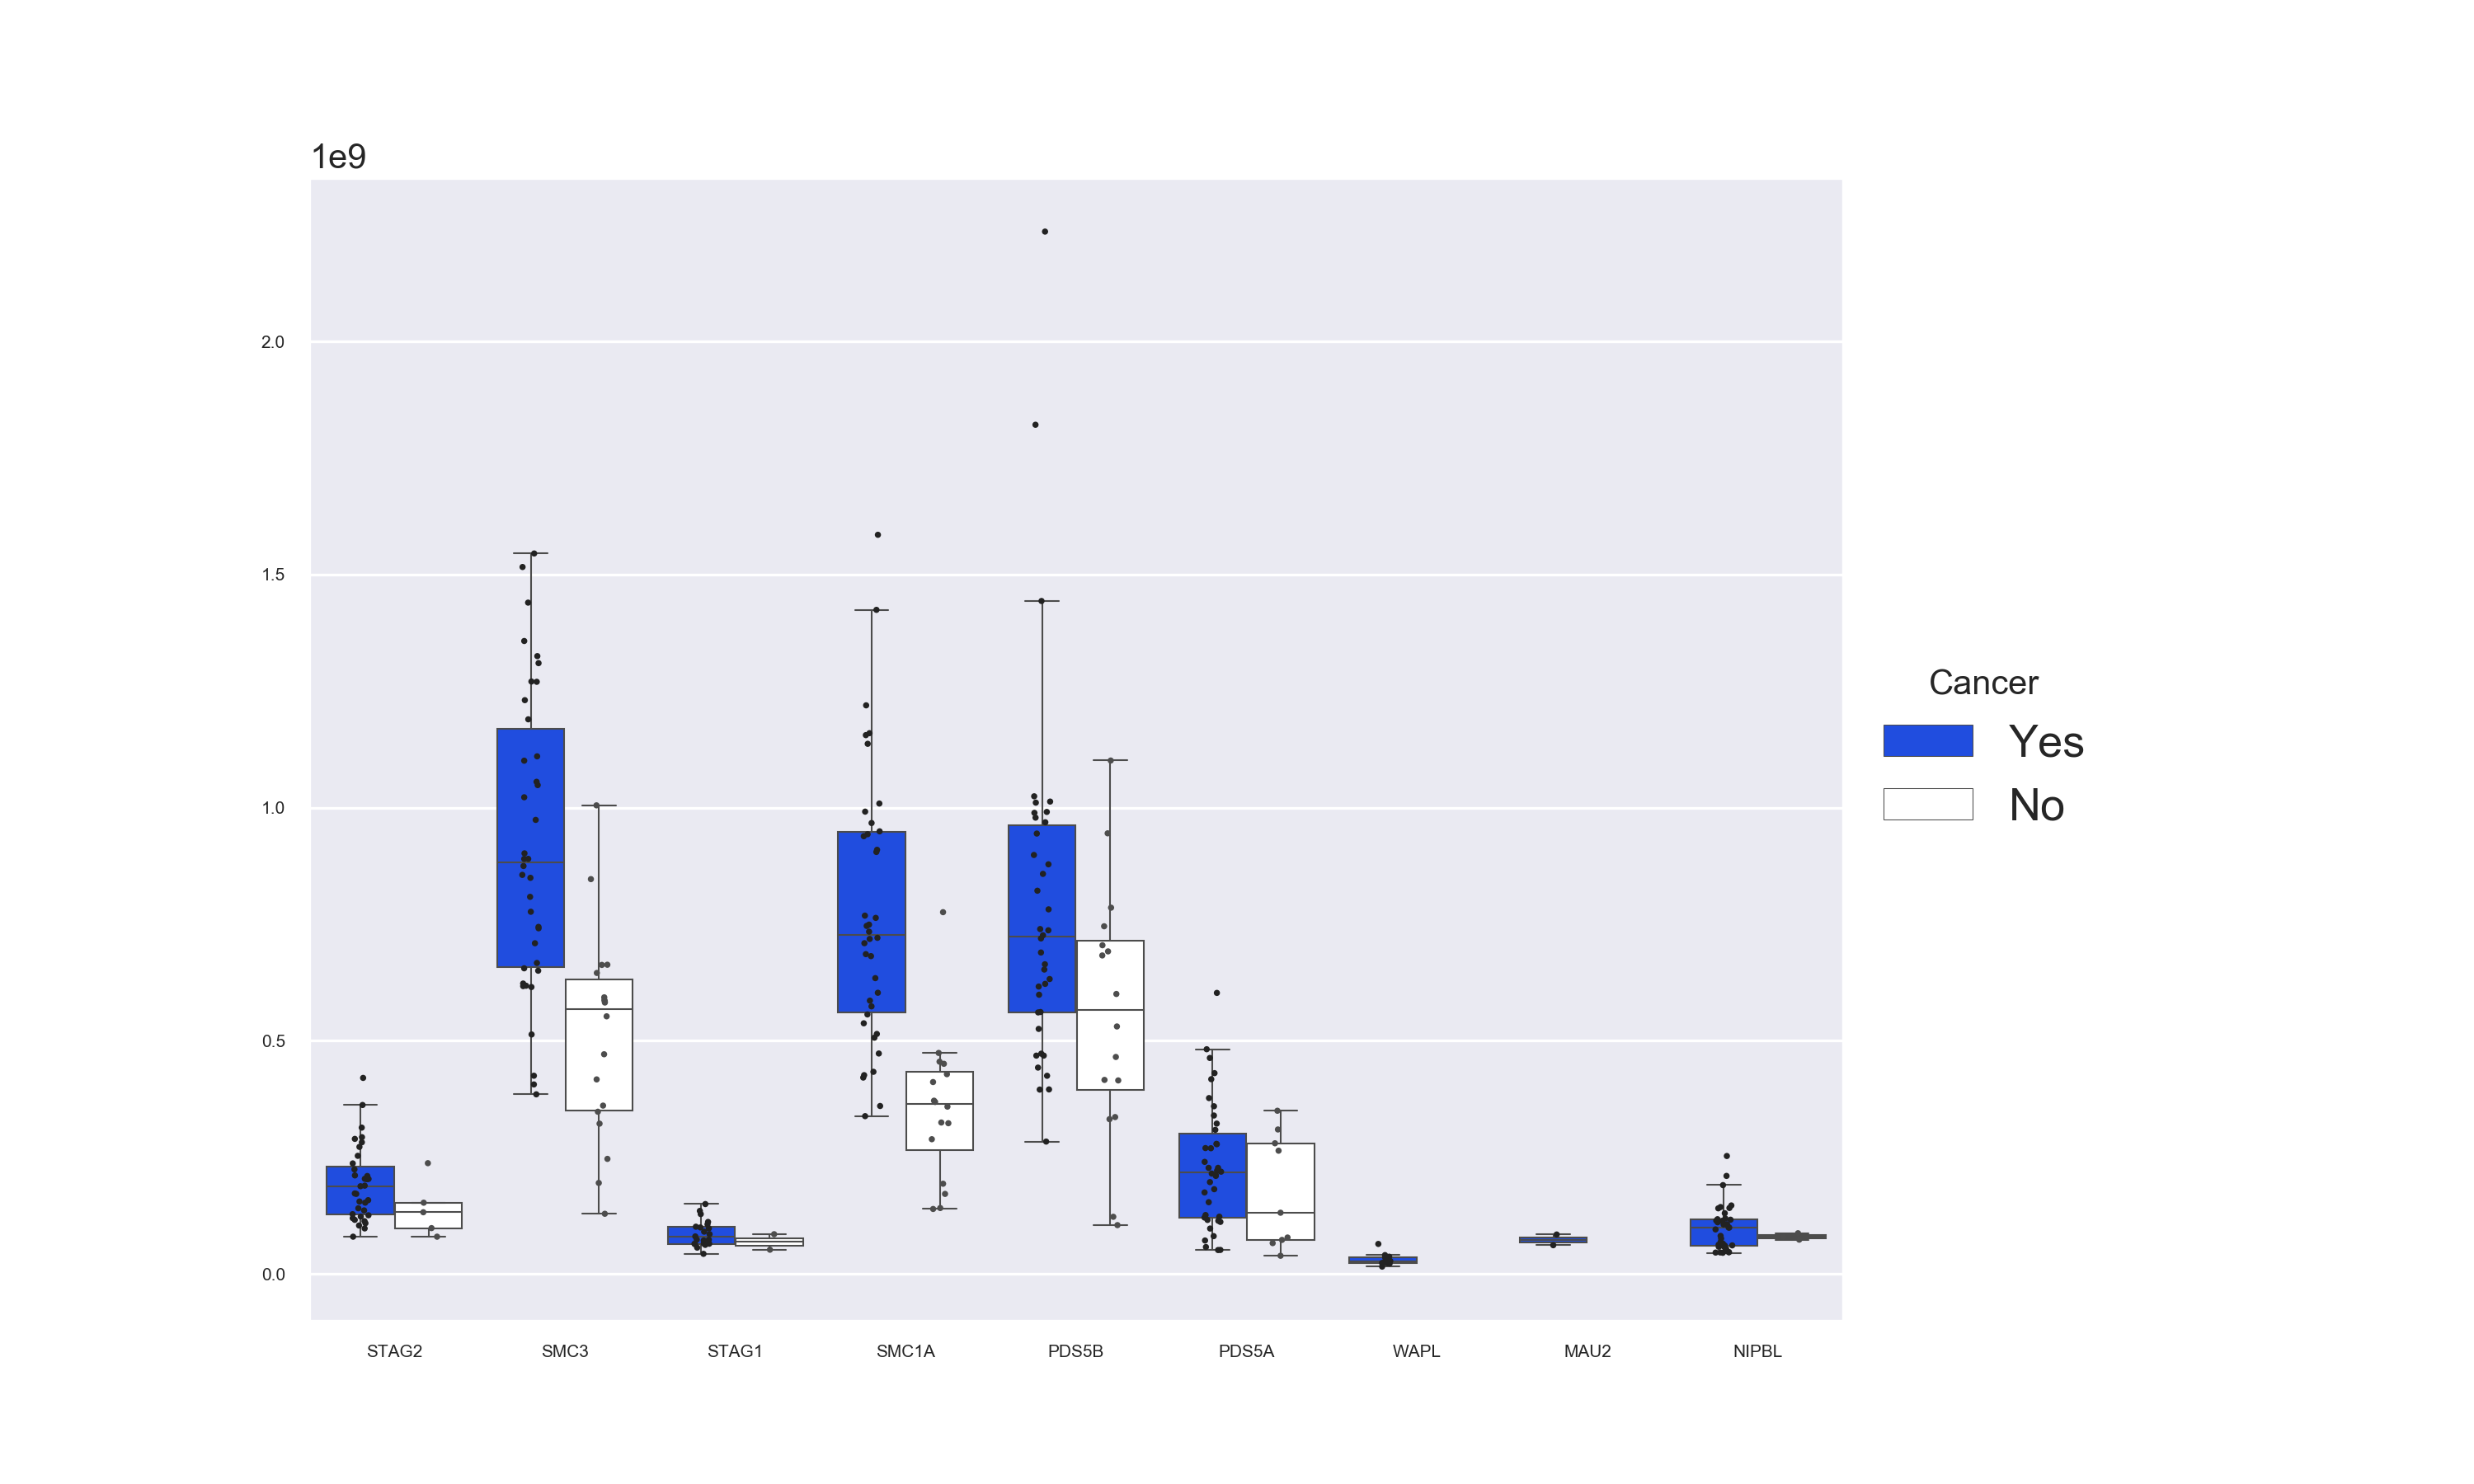 1e9
2.0
1.5
1.0
0.5
0.0
STAG2 SMC3 STAG1 SMC1A PDS5B PDS5A WAPL MAU2 NIPBL
Cancer
Yes
No